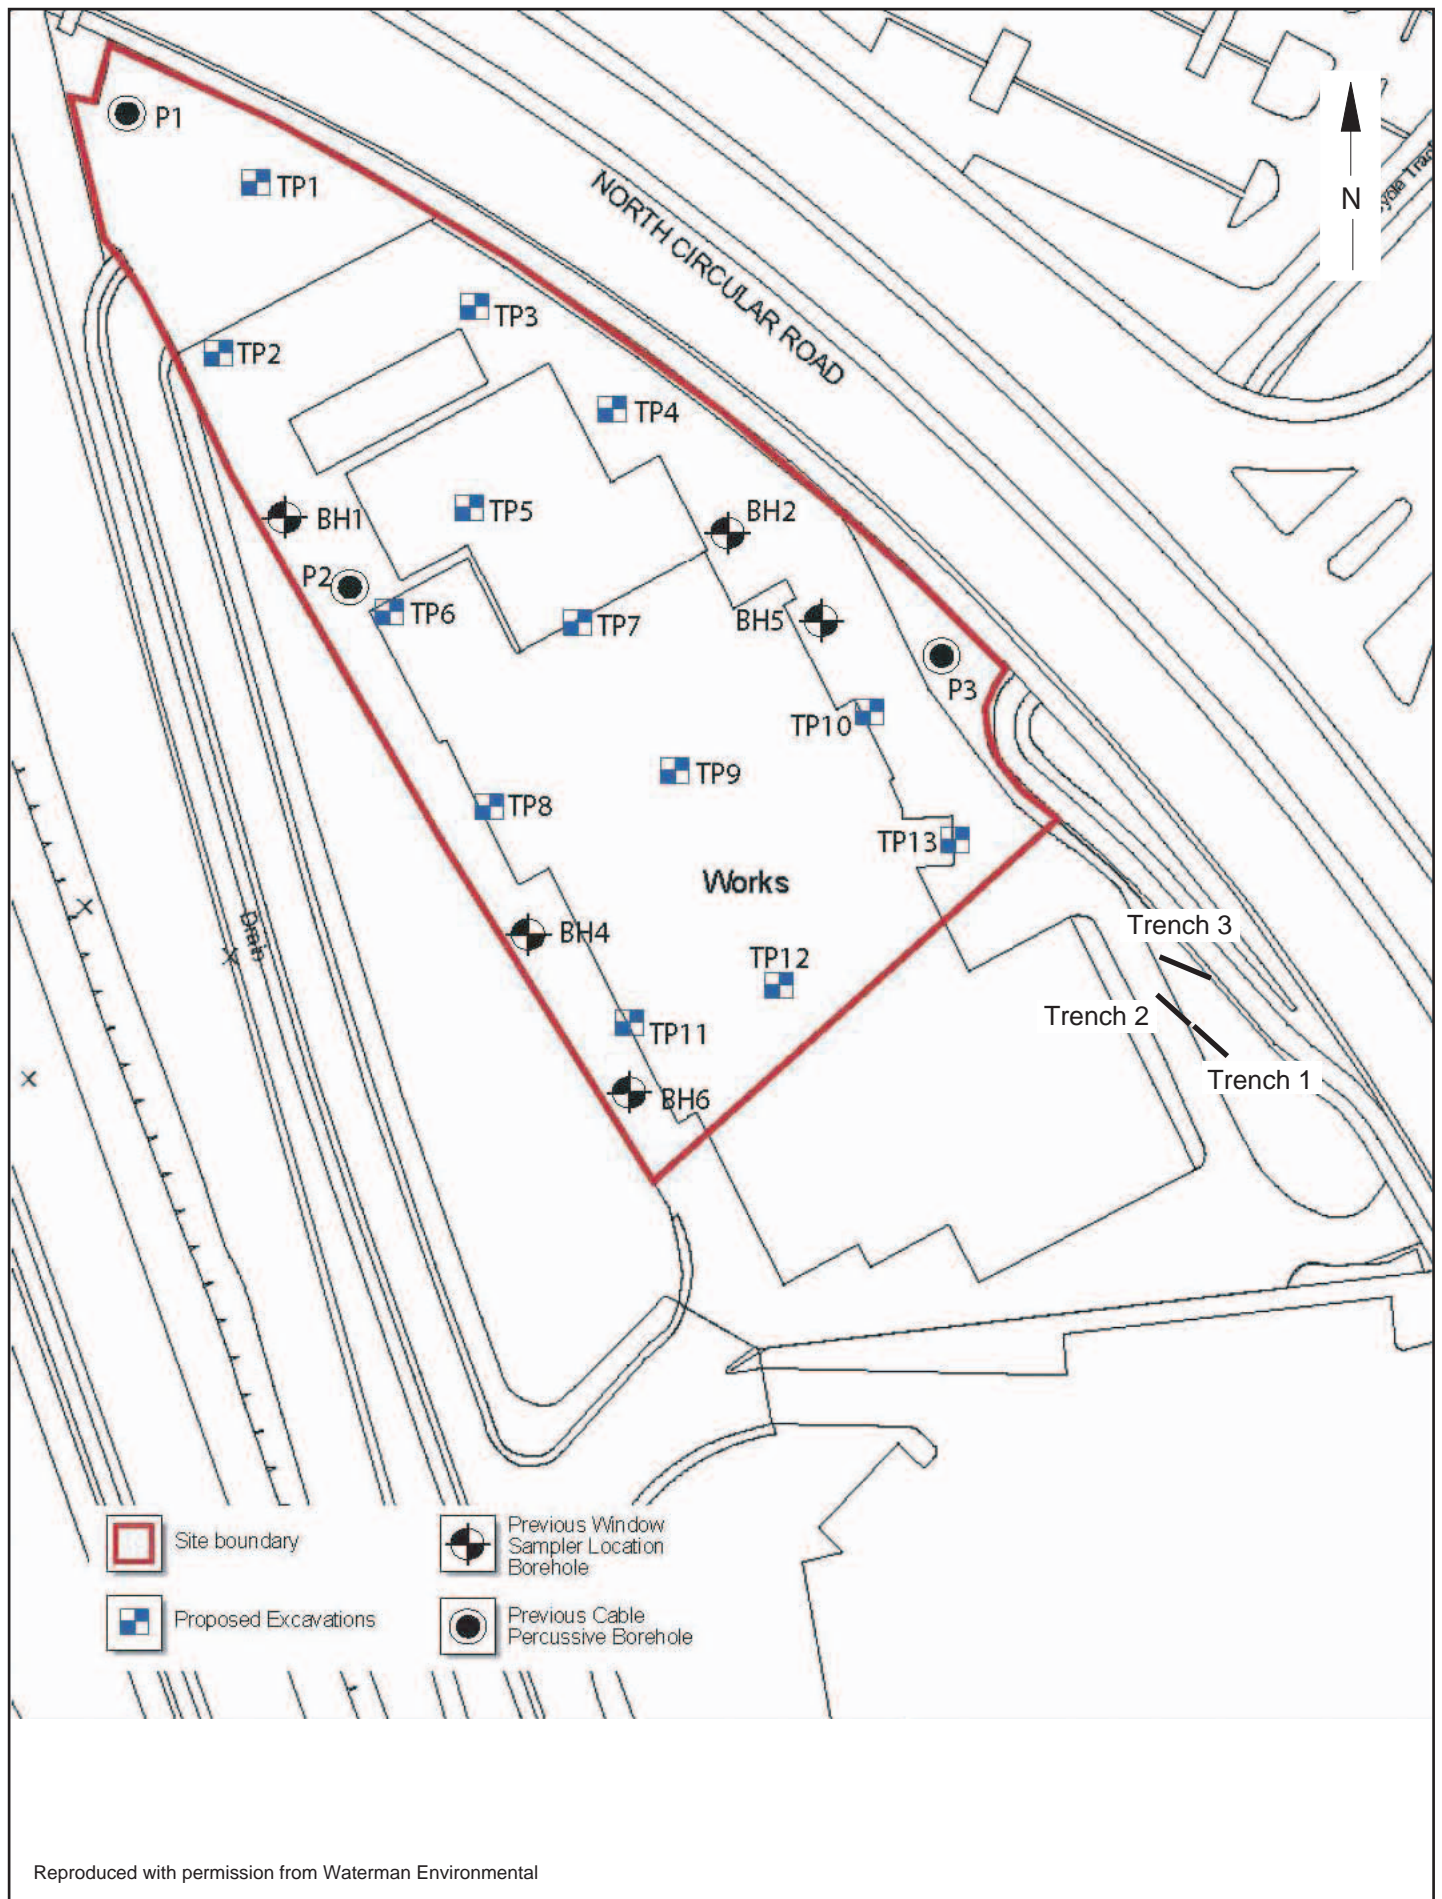 P1
TP1
NORTH CIRCULAR ROAD
N
TP3
TP2
TP4
TP5
BH1
BH2
P2
TP6
TP7
BH5
P3
TP10
TP9
TP8
TP13
Works
Drain
BH4
Trench 3
TP12
Trench 2
TP11
Trench 1
BH6
Site boundary
Proposed Excavations
Previous Window
Sampler Location
Borehole
Previous Cable
Percussive Borehole
Reproduced with permission from Waterman Environmental